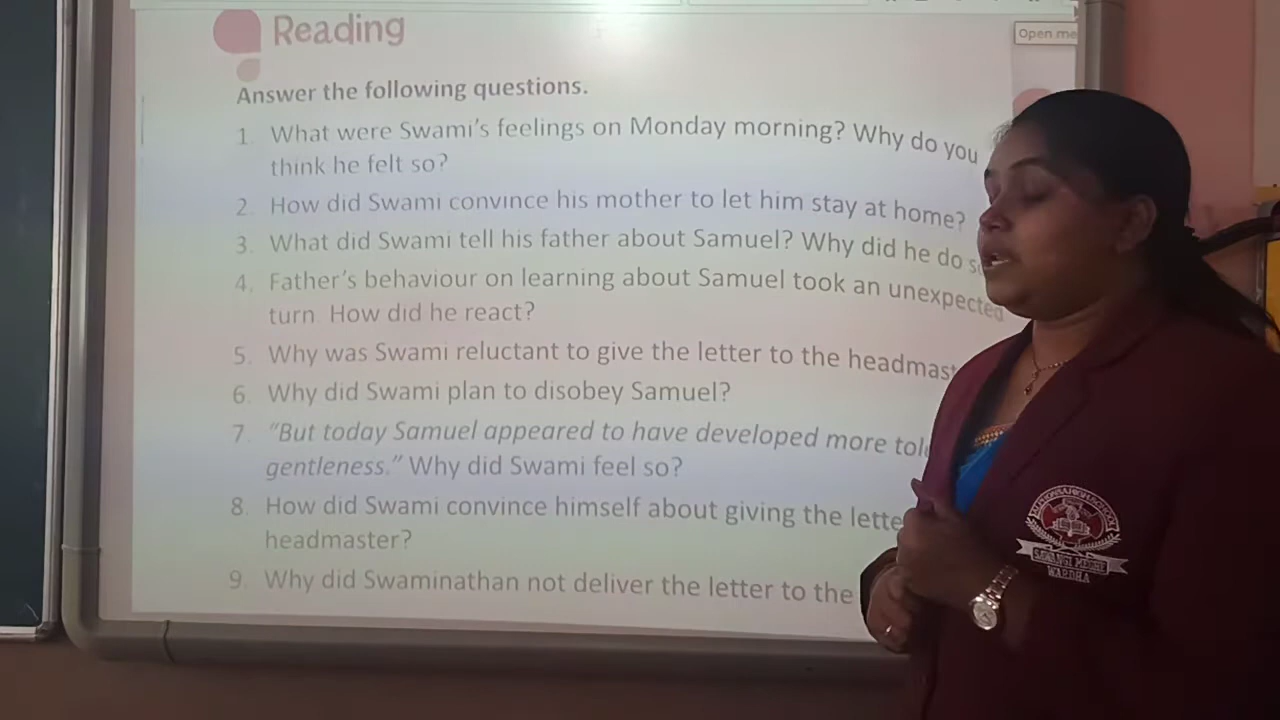 Reading
Open me
Answer the following questions.
1. What were Swami's feelings on Monday morning? Why do you
think he felt so?
2. How did Swami convince his mother to let him stay at home?
3. What did Swami tell his father about Samuel? Why did he do
4. Father's behaviour on learning about Samuel took an unexpected
turn. How did he react?
5. Why was Swami reluctant to give the letter to the headmast
6. Why did Swami plan to disobey Samuel?
7. "But today Samuel appeared to have developed more tol
gentleness." Why did Swami feel so?
8. How did Swami convince himself about giving the lette
headmaster?
9. Why did Swaminathan not deliver the letter to the
SAWANGI MEGHE
WARDHA